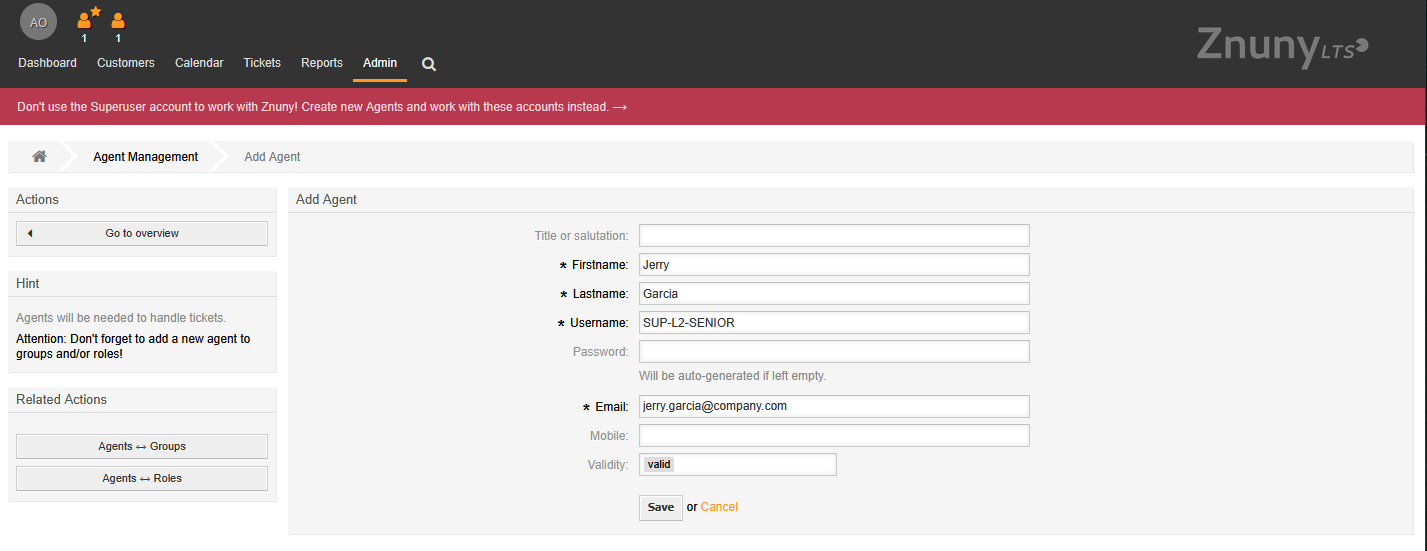 AO
1 1
Znuny LTS
Dashboard Customers Calendar Tickets Reports Admin
Don't use the Superuser account to work with Znuny! Create new Agents and work with these accounts instead. →
Agent Management Add Agent
Actions
Go to overview
Hint
Agents will be needed to handle tickets.
Attention: Don't forget to add a new agent to
groups and/or roles!
Related Actions
Agents ↔ Groups
Agents ↔ Roles
Add Agent
Title or salutation:
* Firstname: Jerry
* Lastname: Garcia
* Username: SUP-L2-SENIOR
Password:
Will be auto-generated if left empty.
* Email: jerry.garcia@company.com
Mobile:
Validity: valid
Save or Cancel